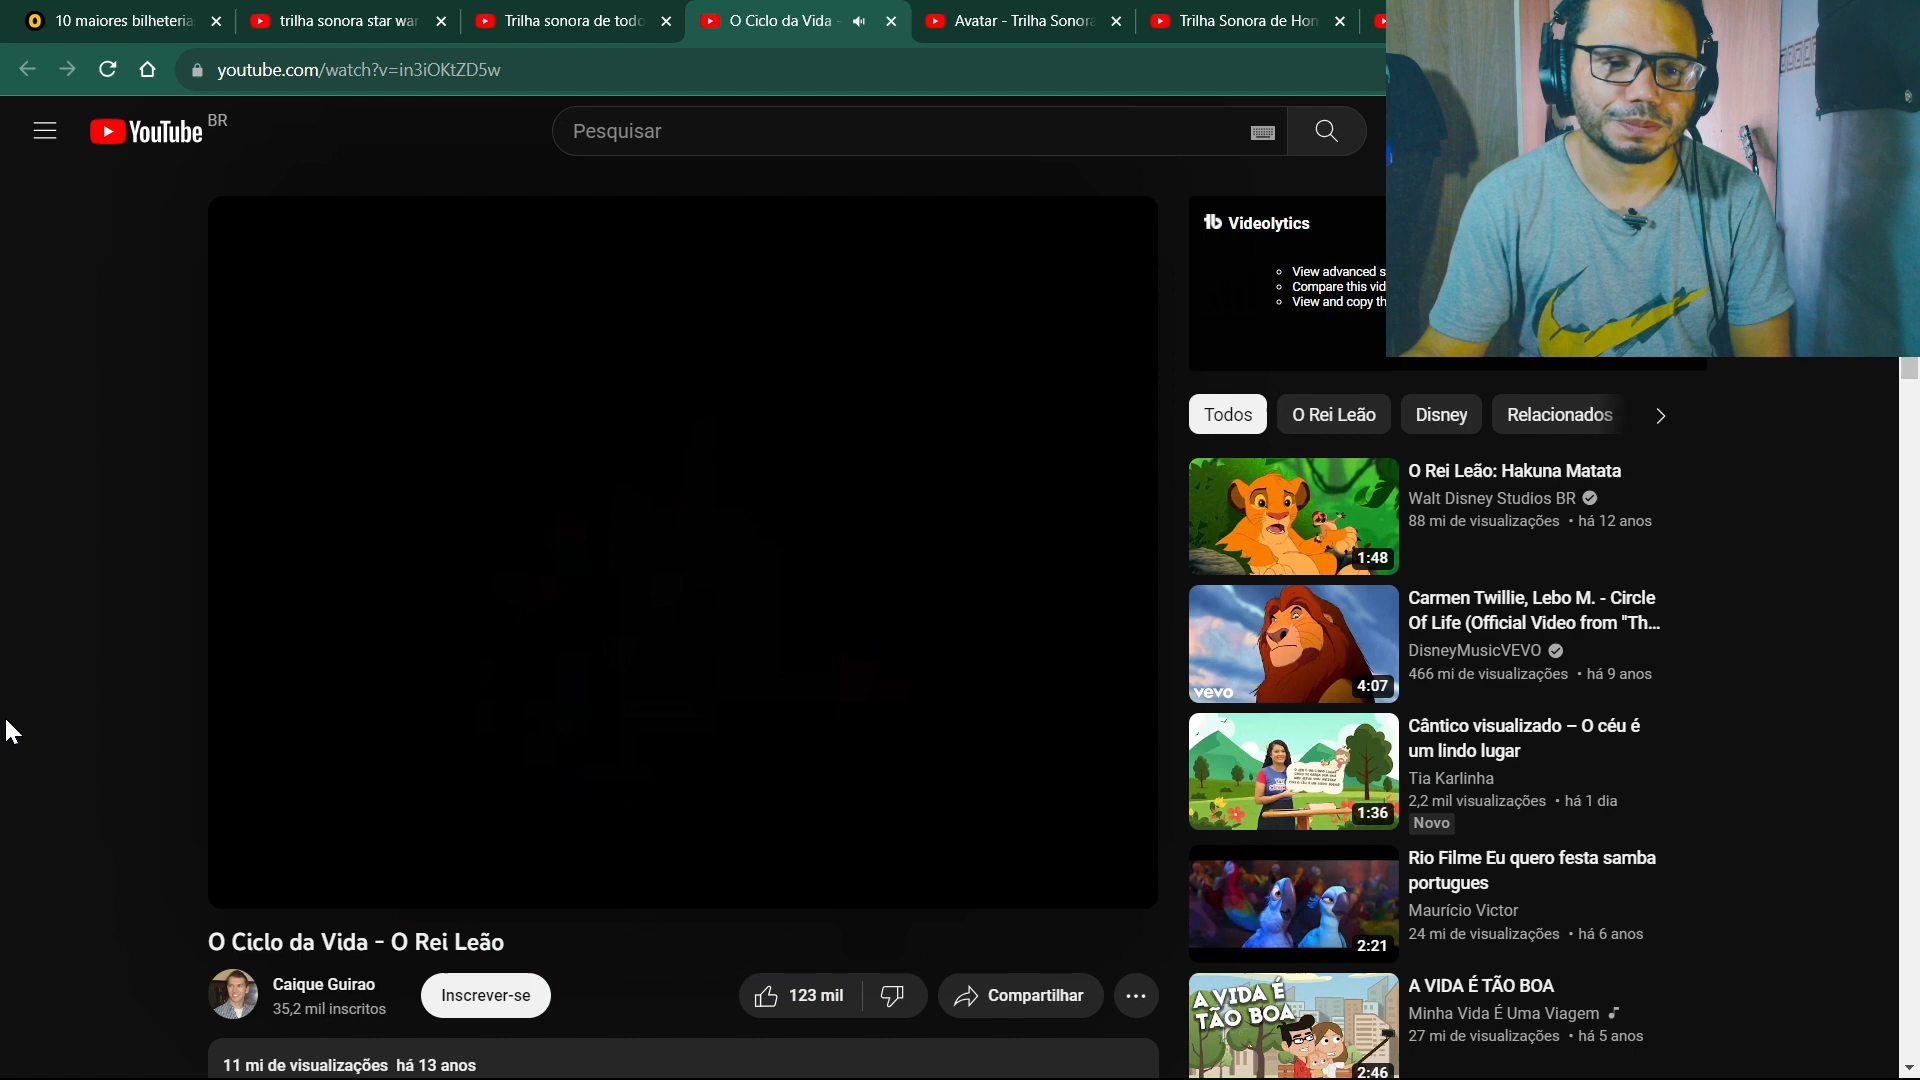 10 maiores bilheteria
trilha sonora star war
Trilha sonora de todo
O Ciclo da Vida -
Avatar - Trilha Sonora
Trilha Sonora de Hom
youtube.com/watch?v=in3iOKtZD5w
YouTube
BR
Pesquisar
tb Videolytics
View advanced s
Compare this vid
View and copy th
Todos
O Rei Leão
Disney
Relacionados
O Rei Leão: Hakuna Matata
Walt Disney Studios BR
88 mi de visualizações • há 12 anos
1:48
Carmen Twillie, Lebo M. - Circle
Of Life (Official Video from "Th...
DisneyMusicVEVO
466 mi de visualizações • há 9 anos
vevo
4:07
Cântico visualizado – O céu é
um lindo lugar
Tia Karlinha
2,2 mil visualizações • há 1 dia
Novo
1:36
Rio Filme Eu quero festa samba
portugues
Maurício Victor
24 mi de visualizações • há 6 anos
2:21
A VIDA É
TÃO BOA
2:46
A VIDA É TÃO BOA
Minha Vida É Uma Viagem
27 mi de visualizações • há 5 anos
O Ciclo da Vida - O Rei Leão
Caique Guirao
35,2 mil inscritos
Inscrever-se
123 mil
Compartilhar
11 mi de visualizações há 13 anos